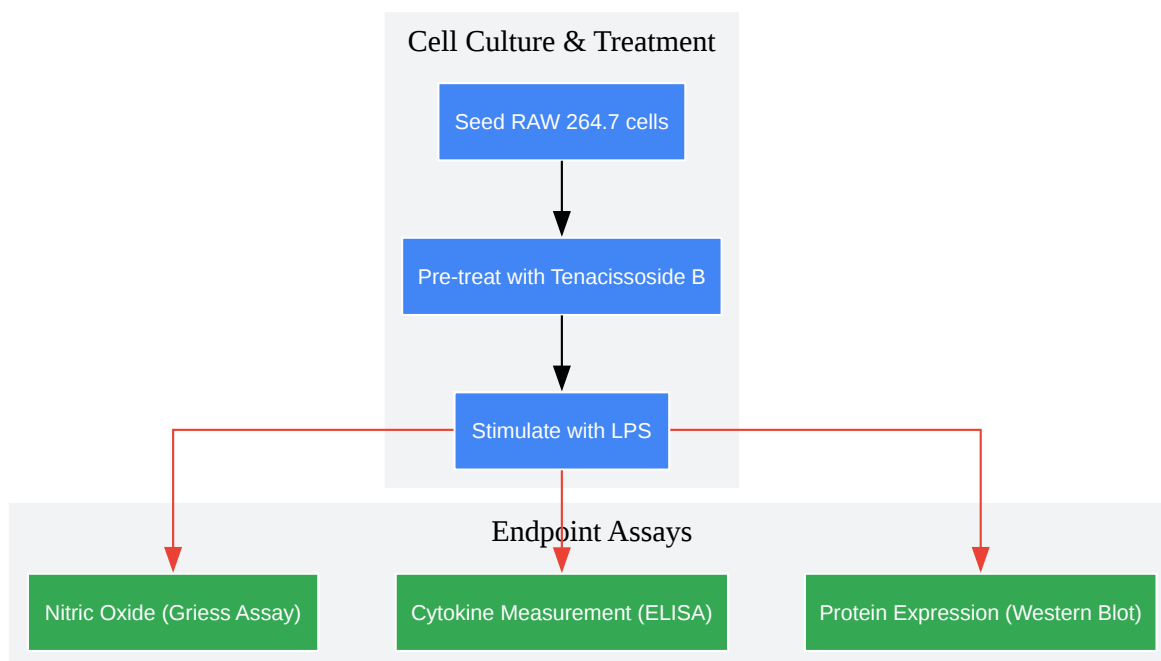 Cell Culture & Treatment
Seed RAW 264.7 cells
Pre-treat with Tenacissoside B
Stimulate with LPS
Endpoint Assays
Nitric Oxide (Griess Assay)
Cytokine Measurement (ELISA)
Protein Expression (Western Blot)